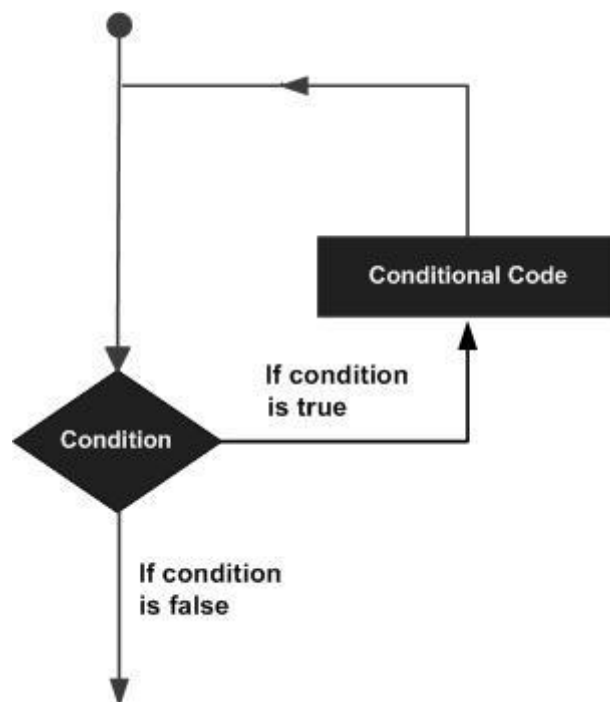 Conditional Code
If condition
is true
Condition
If condition
is false